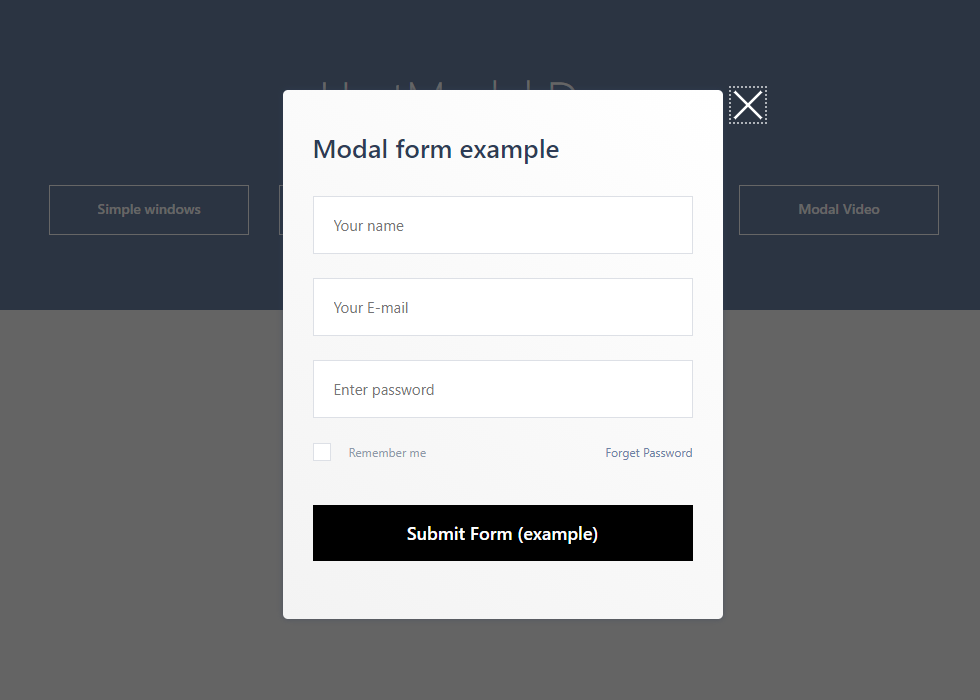 Modal form example
Simple windows
Modal Video
Your name
Your E-mail
Enter password
Remember me
Forget Password
Submit Form (example)